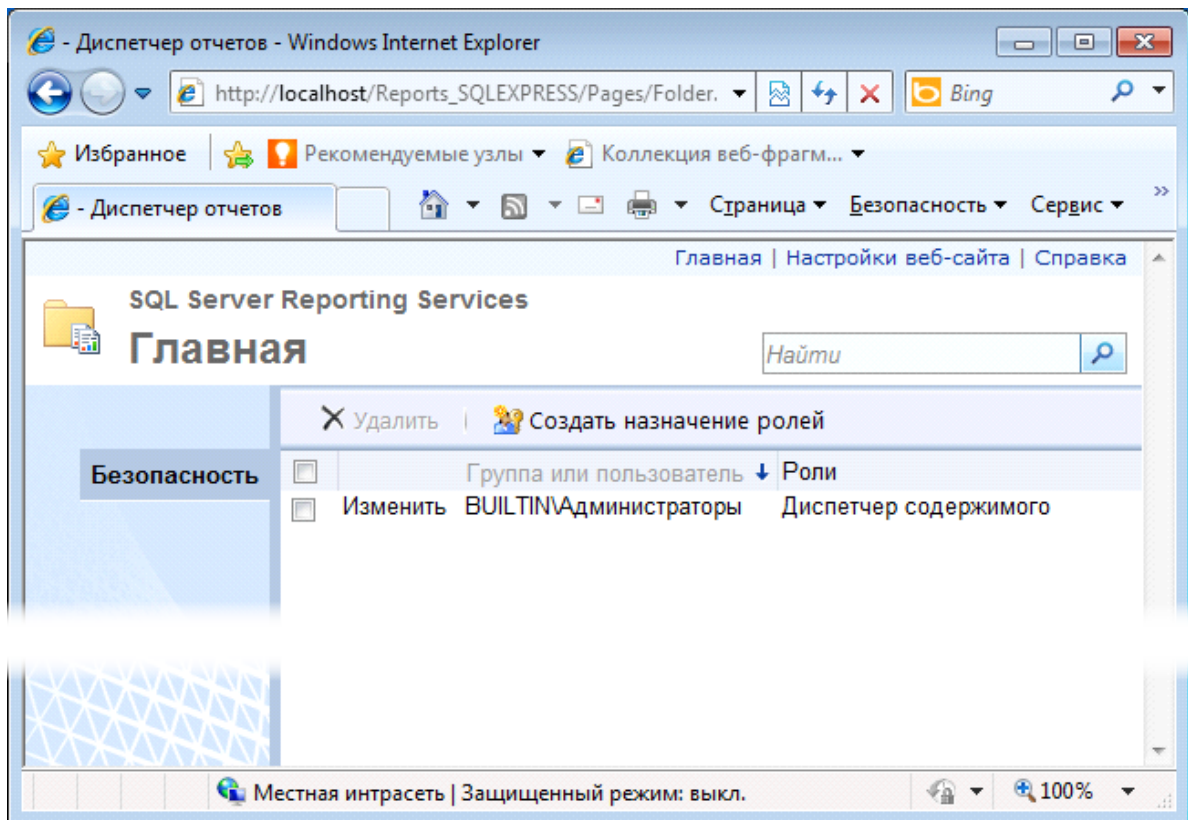 - Диспетчер отчетов - Windows Internet Explorer
http://localhost/Reports_SQLEXPRESS/Pages/Folder.
Bing
Избранное
Рекомендуемые узлы
Коллекция веб-фрагм...
- Диспетчер отчетов
Страница
Безопасность
Сервис
»
Главная | Настройки веб-сайта | Справка
SQL Server Reporting Services
Главная
Найти
Удалить
Создать назначение ролей
Безопасность
Группа или пользователь
Роли
Изменить
BUILTIN\Администраторы
Диспетчер содержимого
Местная интрасеть | Защищенный режим: выкл.
100%